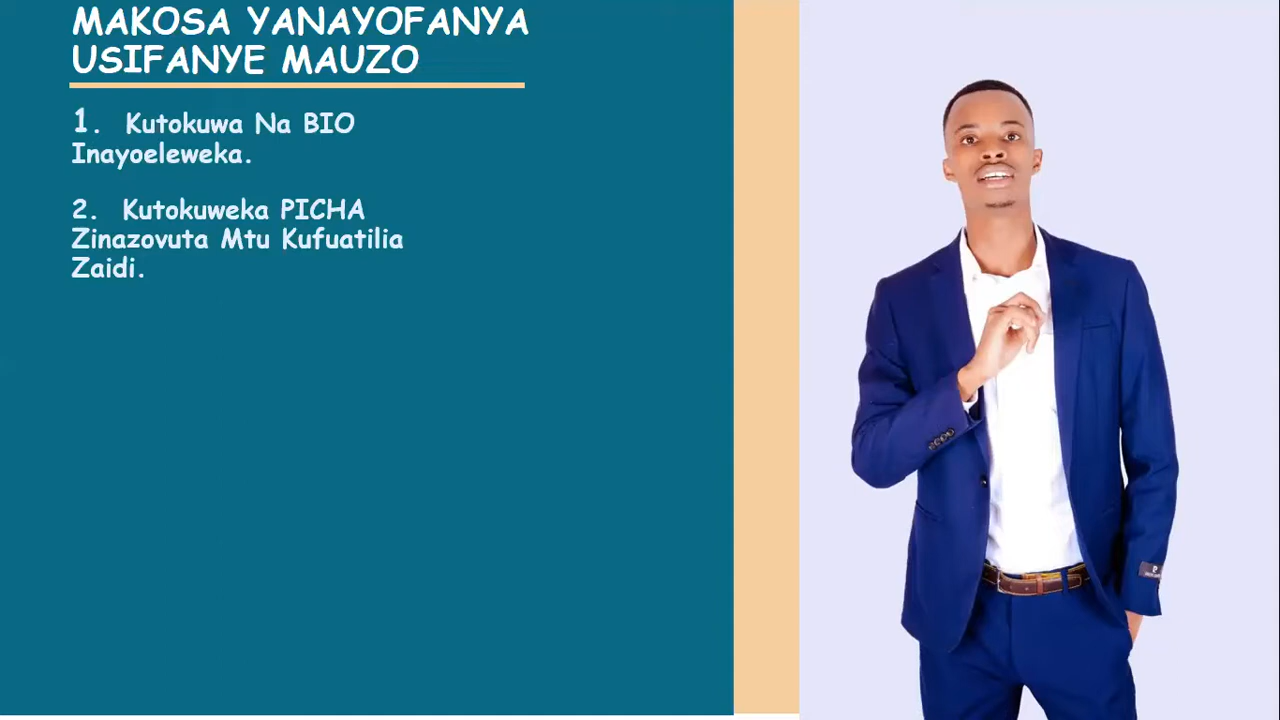 MAKOSA YANAYOFANYA
USIFANYE MAUZO
1. Kutokuwa Na BIO
Inayoeleweka.
2. Kutokuweka PICHA
Zinazovuta Mtu Kufuatilia
Zaidi.